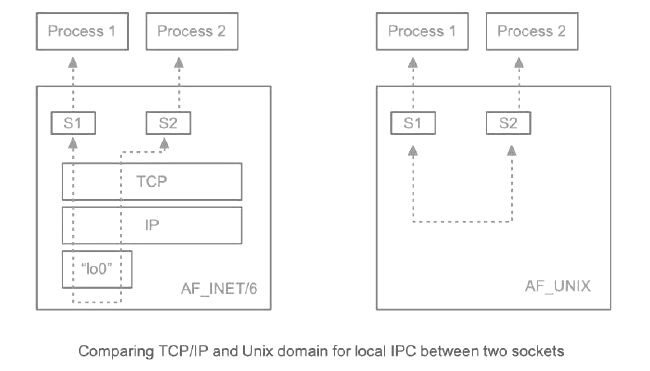 Process 1 Process 2 Process 1 Process 2
S1 S2 S1 S2
TCP
IP
"lo0"
AF_INET/6 AF_UNIX
Comparing TCP/IP and Unix domain for local IPC between two sockets